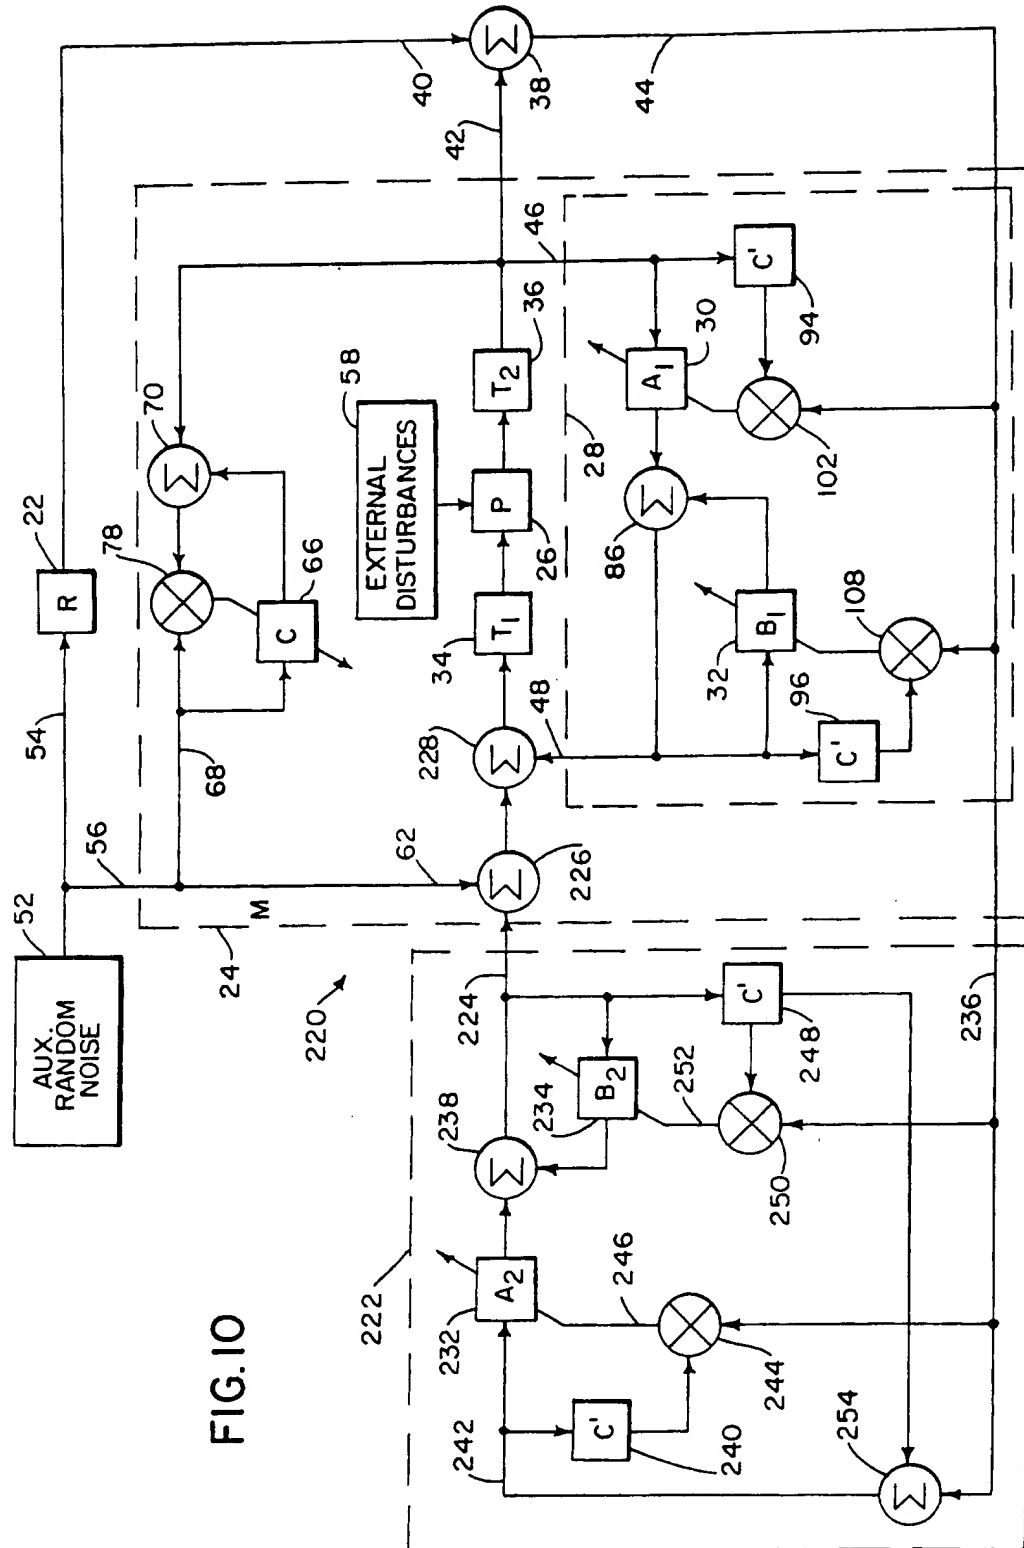 AUX.
RANDOM
NOISE
52
54
R
22
56
78
70
Σ
68
C
66
FIG.10
24
M
220
EXTERNAL
DISTURBANCES
58
222
62
40
232
238
228
34
42
242
A2
Σ
224
Σ
Σ
T1
P
T2
Σ
226
26
36
38
234
48
46
C'
246
B2
28
240
86
Σ
A1
30
44
252
32
244
250
C'
248
B1
C'
96
102
94
254
C'
108
Σ
236